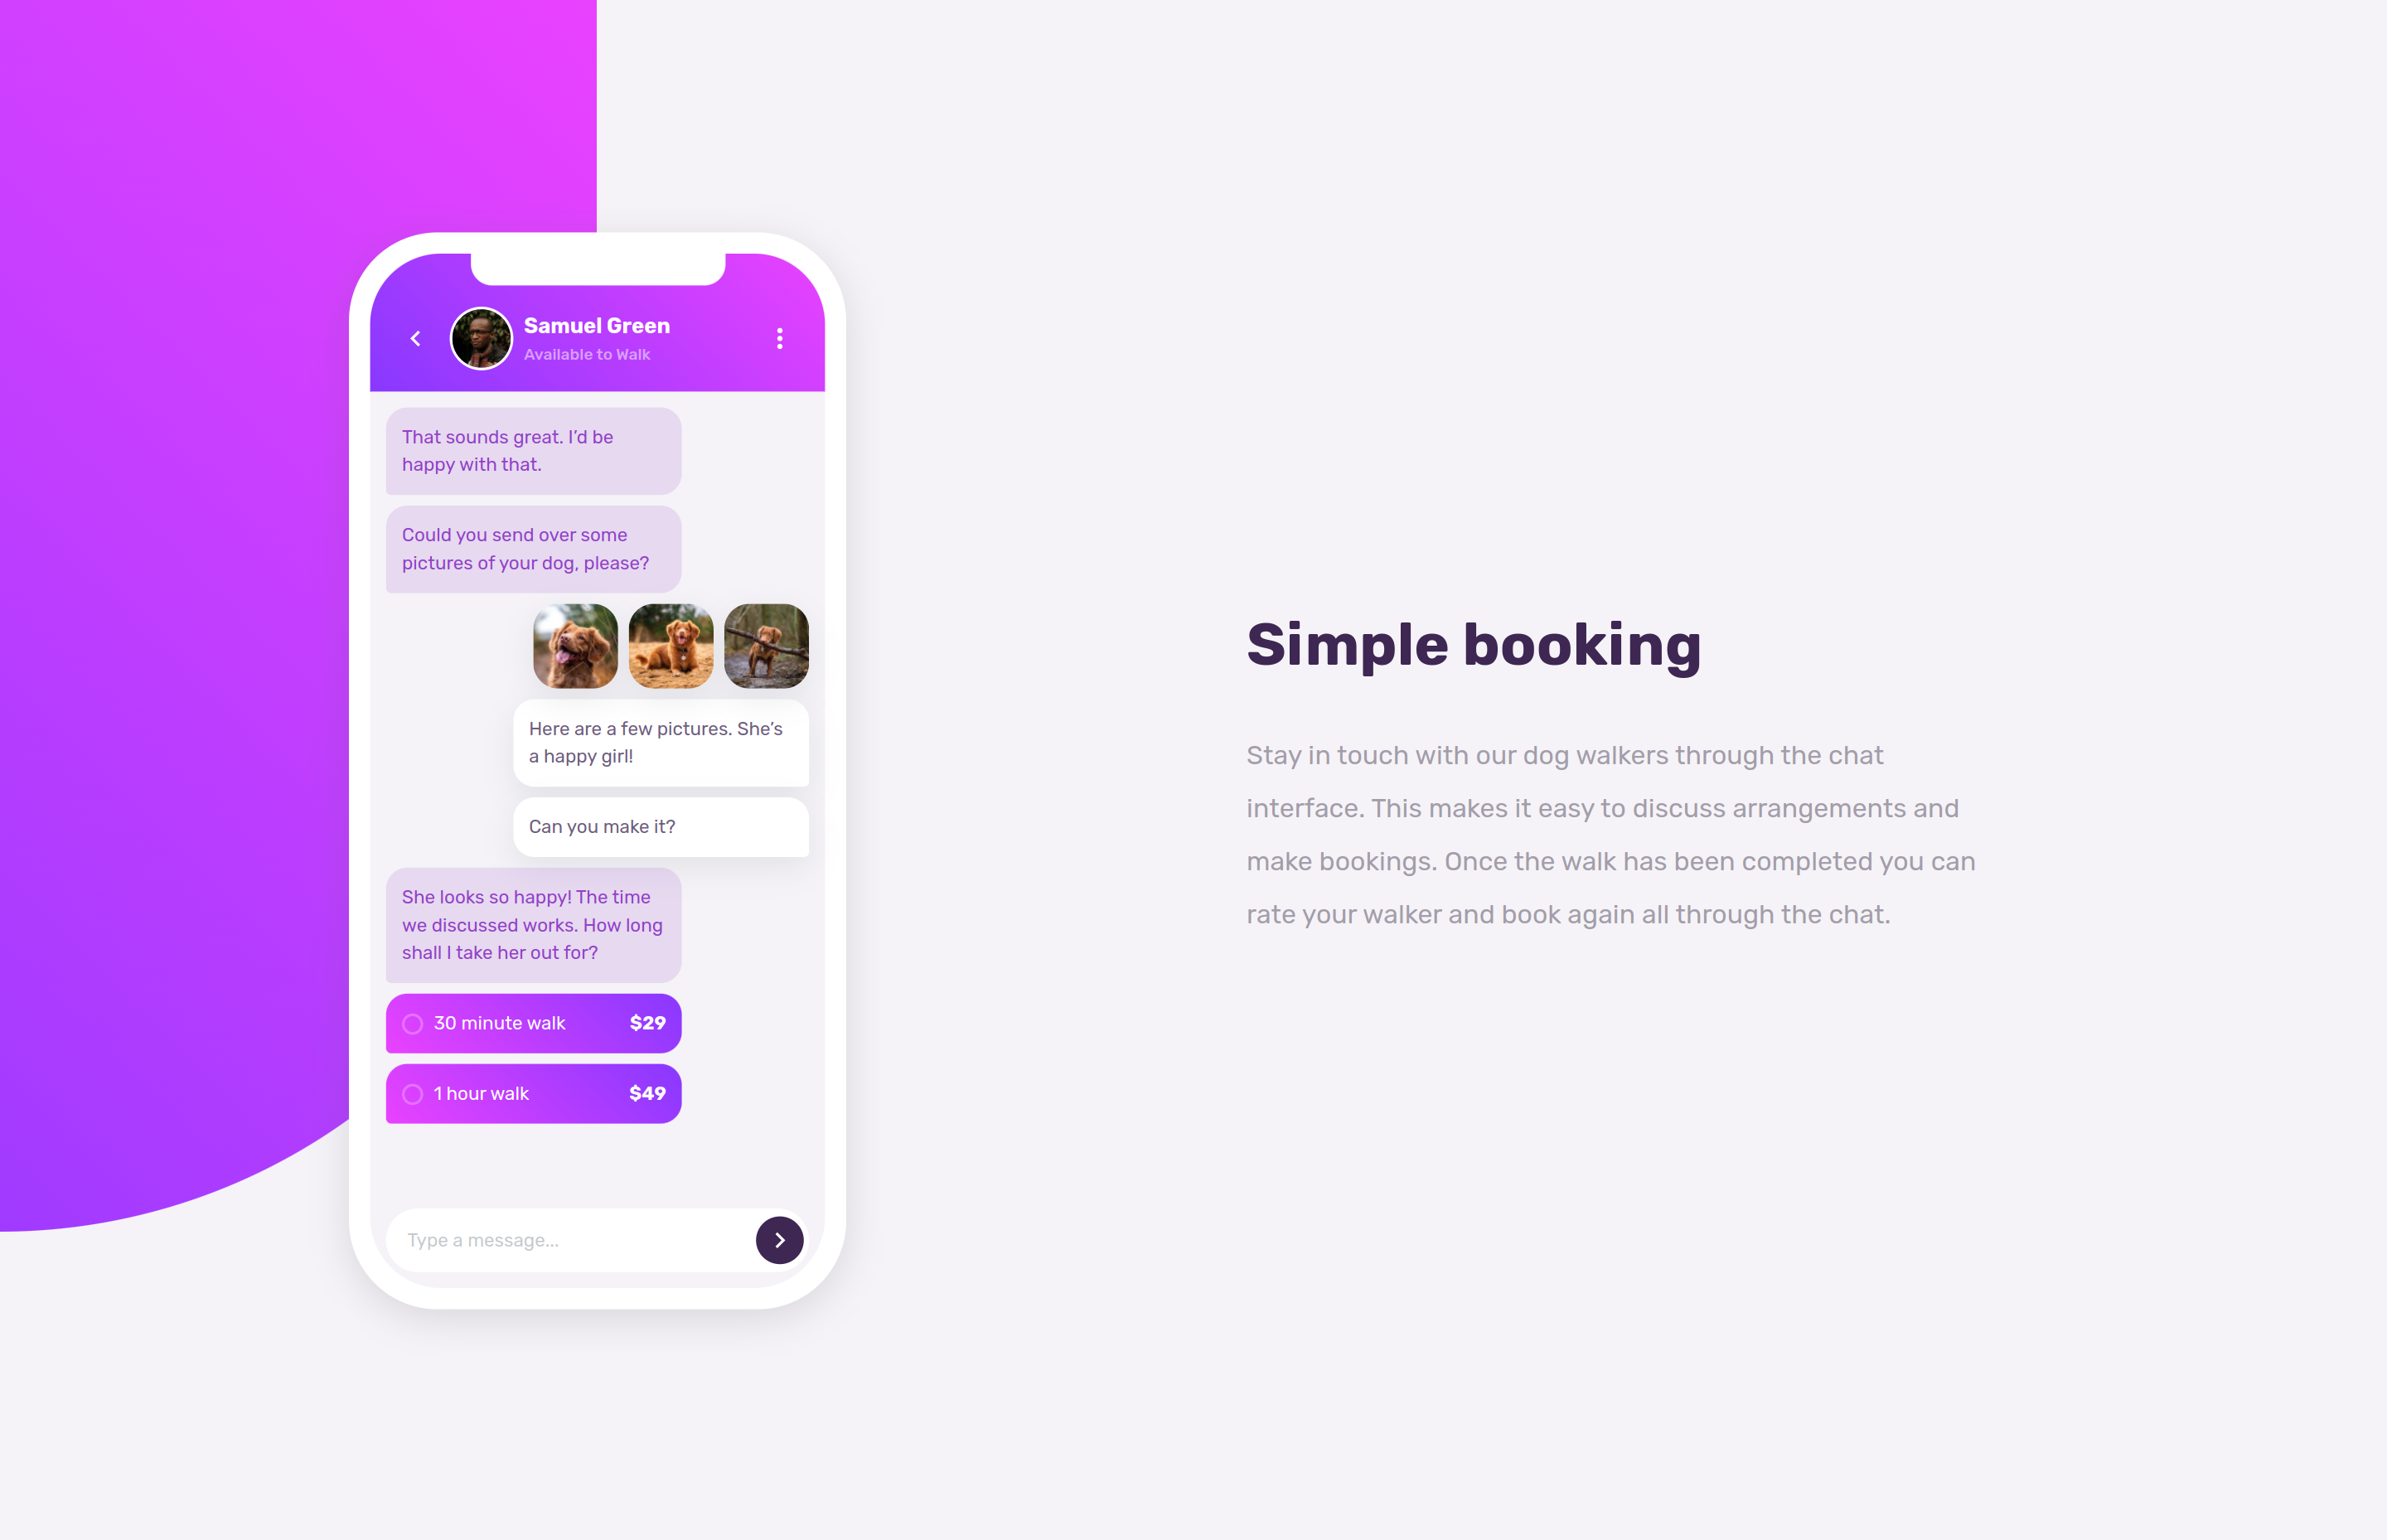 Samuel Green
Available to Walk
That sounds great. I’d be
happy with that.
Could you send over some
pictures of your dog, please?
Here are a few pictures. She’s
a happy girl!
Can you make it?
She looks so happy! The time
we discussed works. How long
shall I take her out for?
30 minute walk $29
1 hour walk $49
Type a message...
Simple booking
Stay in touch with our dog walkers through the chat
interface. This makes it easy to discuss arrangements and
make bookings. Once the walk has been completed you can
rate your walker and book again all through the chat.